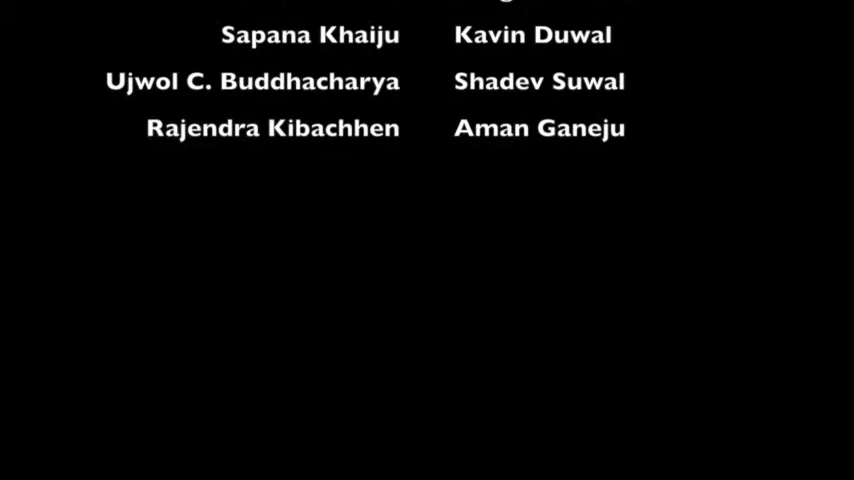 Sapana Khaiju Kavin Duwal
Ujwol C. Buddhacharya Shadev Suwal
Rajendra Kibachhen Aman Ganeju